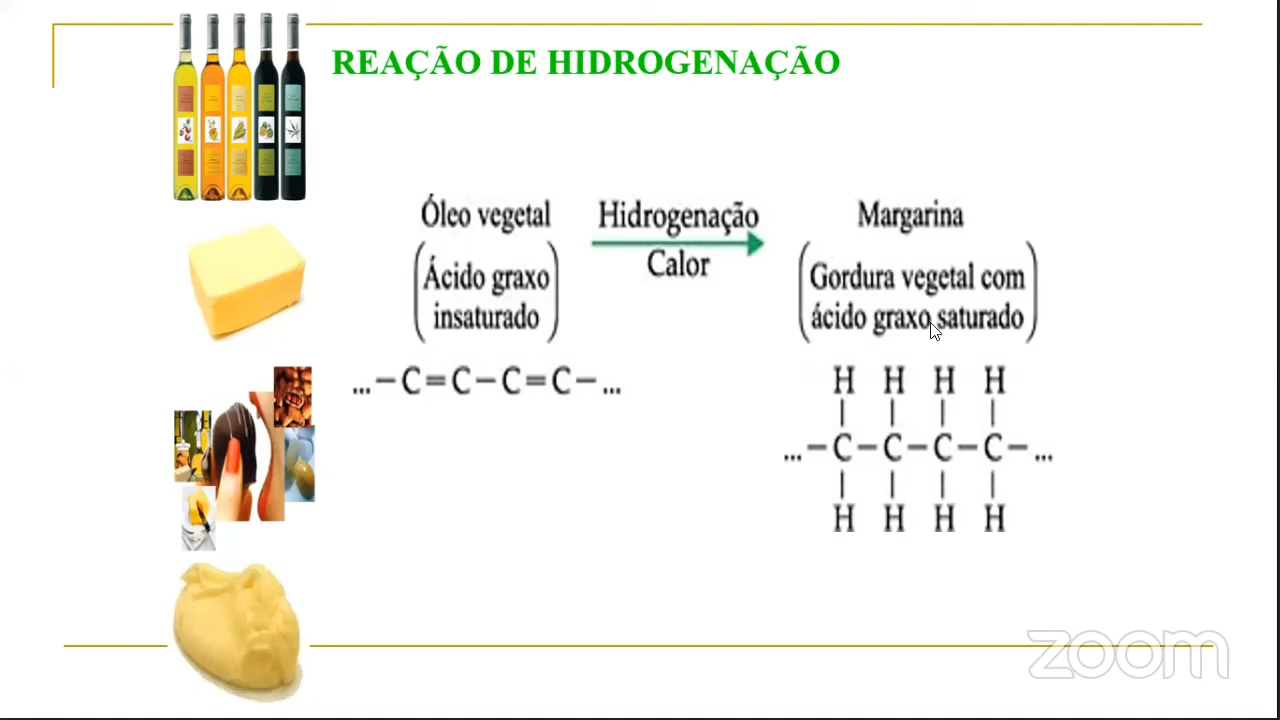 REAÇÃO DE HIDROGENAÇÃO
Óleo vegetal
(Ácido graxo
insaturado)
Hidrogenação
Calor
Margarina
(Gordura vegetal com
ácido graxo saturado)
... – C = C – C = C – ...
H H H H
| | | |
... – C – C – C – C – ...
| | | |
H H H H
zoom